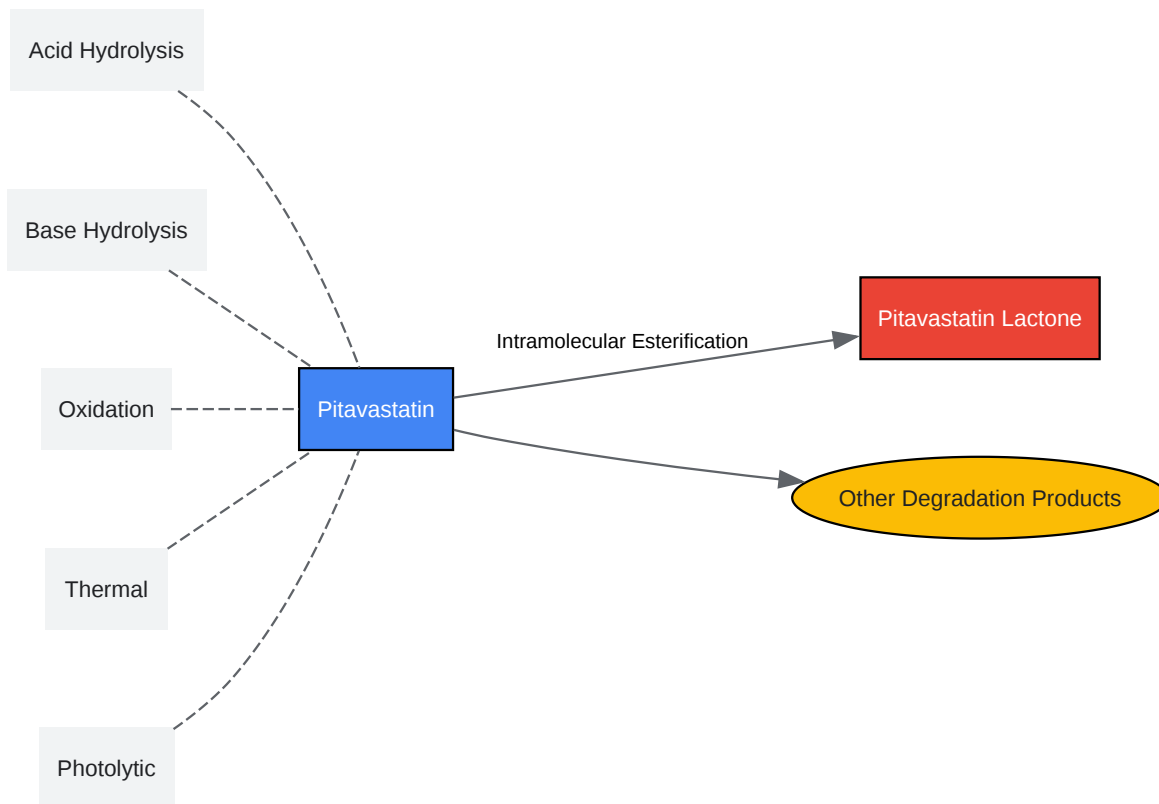 Acid Hydrolysis
Base Hydrolysis
Pitavastatin Lactone
Intramolecular Esterification
Oxidation
Pitavastatin
Other Degradation Products
Thermal
Photolytic